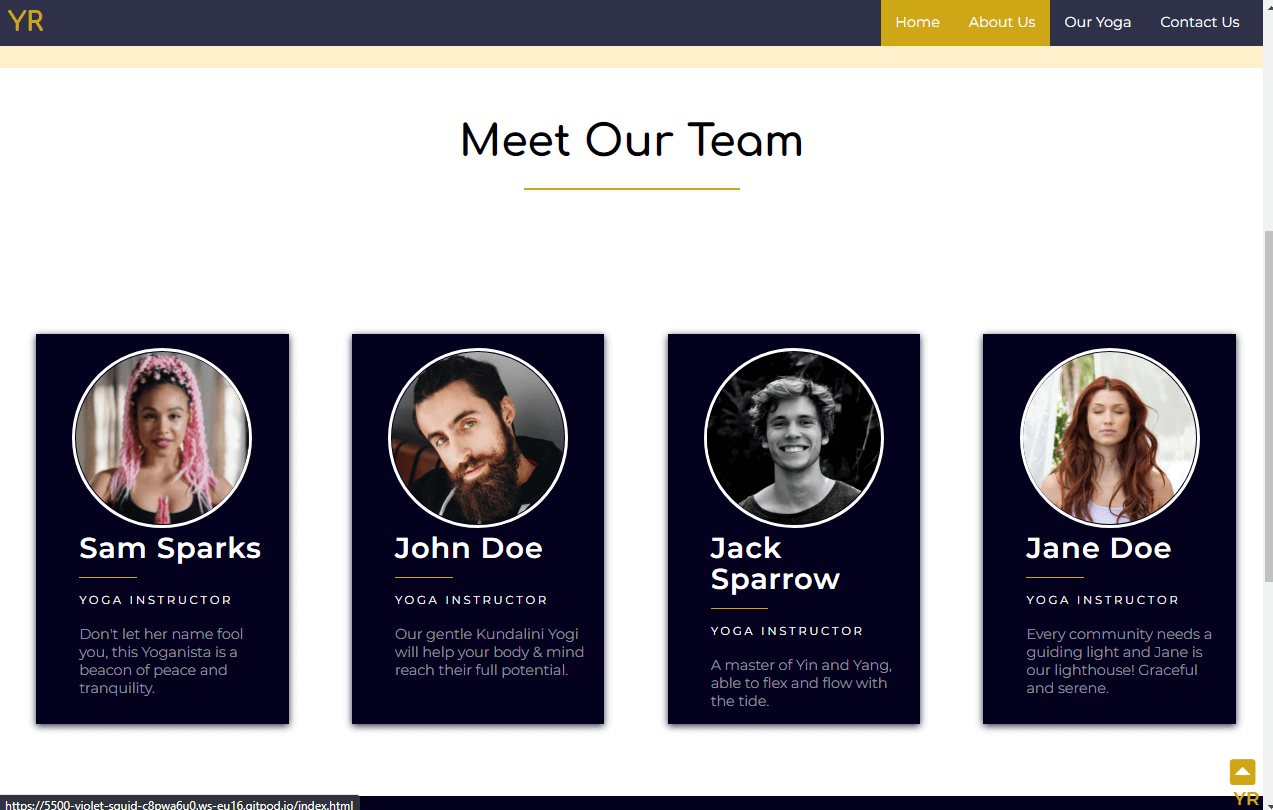 YR
Home About Us Our Yoga Contact Us
Meet Our Team
Sam Sparks
YOGA INSTRUCTOR
Don't let her name fool
you, this Yoganista is a
beacon of peace and
tranquility.
John Doe
YOGA INSTRUCTOR
Our gentle Kundalini Yogi
will help your body & mind
reach their full potential.
Jack
Sparrow
YOGA INSTRUCTOR
A master of Yin and Yang,
able to flex and flow with
the tide.
Jane Doe
YOGA INSTRUCTOR
Every community needs a
guiding light and Jane is
our lighthouse! Graceful
and serene.
YR
https://5500-violet-squid-c8pwa6u0.ws-eu16.gitpod.io/index.html